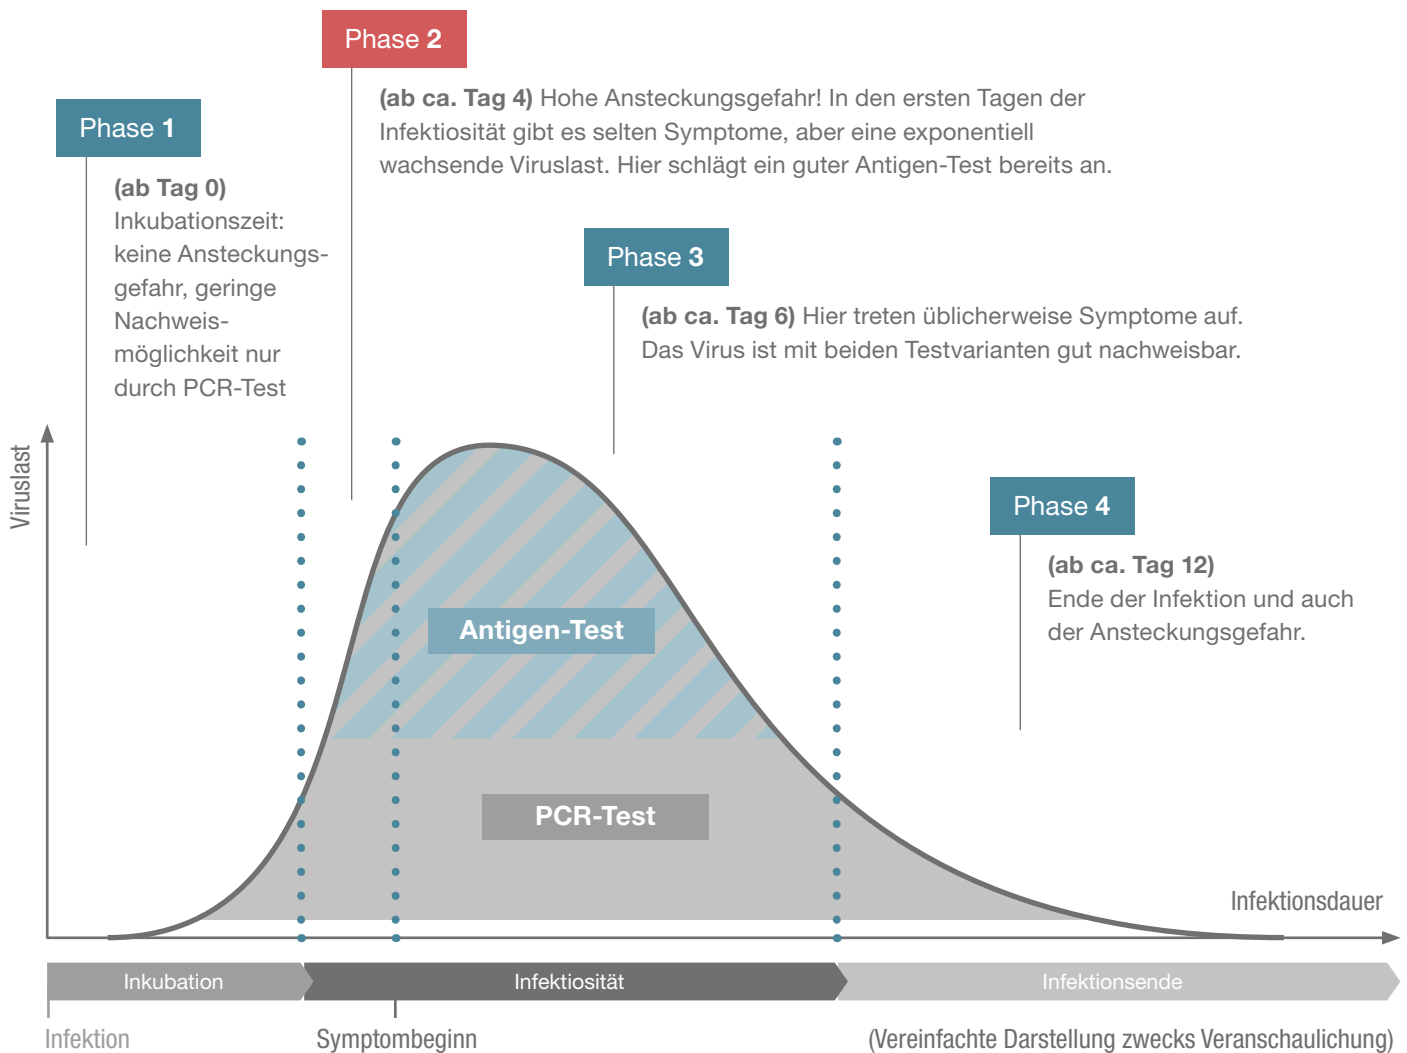 Phase 1
(ab Tag 0)
Inkubationszeit:
keine Ansteckungs-
gefahr, geringe
Nachweis-
möglichkeit nur
durch PCR-Test
Phase 2
(ab ca. Tag 4) Hohe Ansteckungsgefahr! In den ersten Tagen der
Infektiosität gibt es selten Symptome, aber eine exponentiell
wachsende Viruslast. Hier schlägt ein guter Antigen-Test bereits an.
Phase 3
(ab ca. Tag 6) Hier treten üblicherweise Symptome auf.
Das Virus ist mit beiden Testvarianten gut nachweisbar.
Phase 4
(ab ca. Tag 12)
Ende der Infektion und auch
der Ansteckungsgefahr.
Viruslast
Antigen-Test
PCR-Test
Infektionsdauer
Inkubation
Infektiosität
Infektionsende
Infektion
Symptombeginn
(Vereinfachte Darstellung zwecks Veranschaulichung)